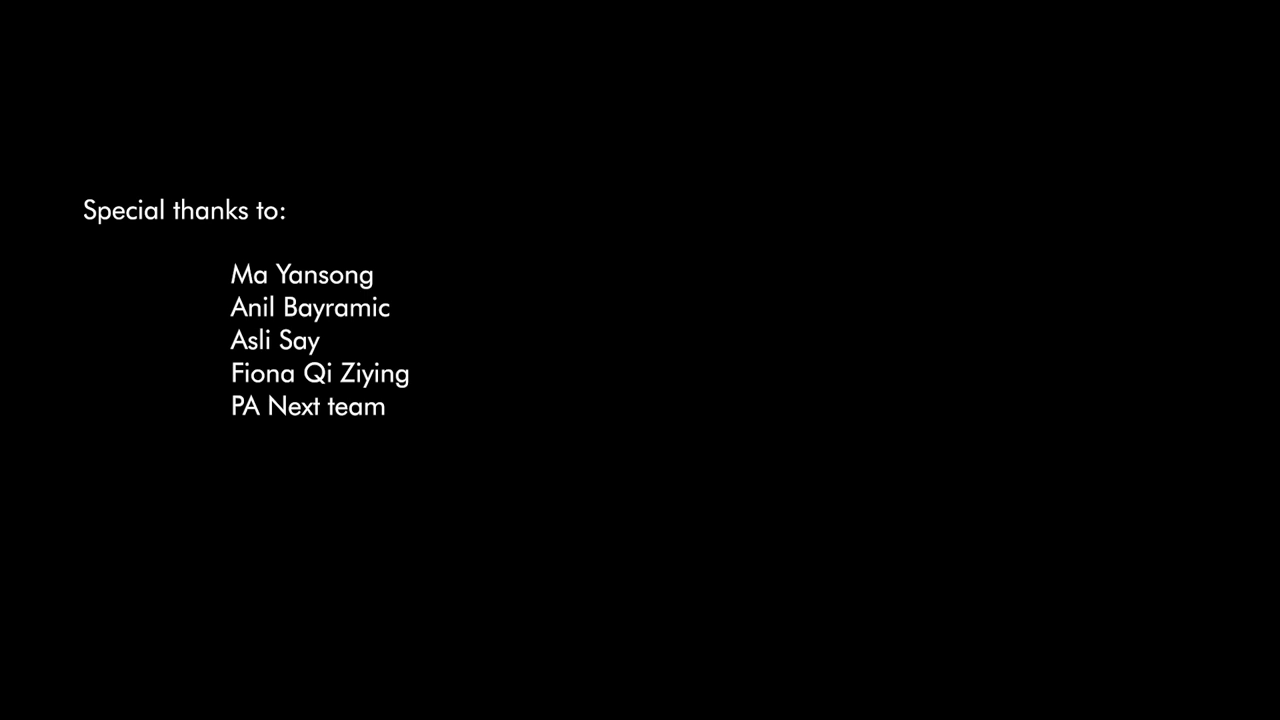 Special thanks to:
Ma Yansong
Anil Bayramic
Asli Say
Fiona Qi Ziying
PA Next team